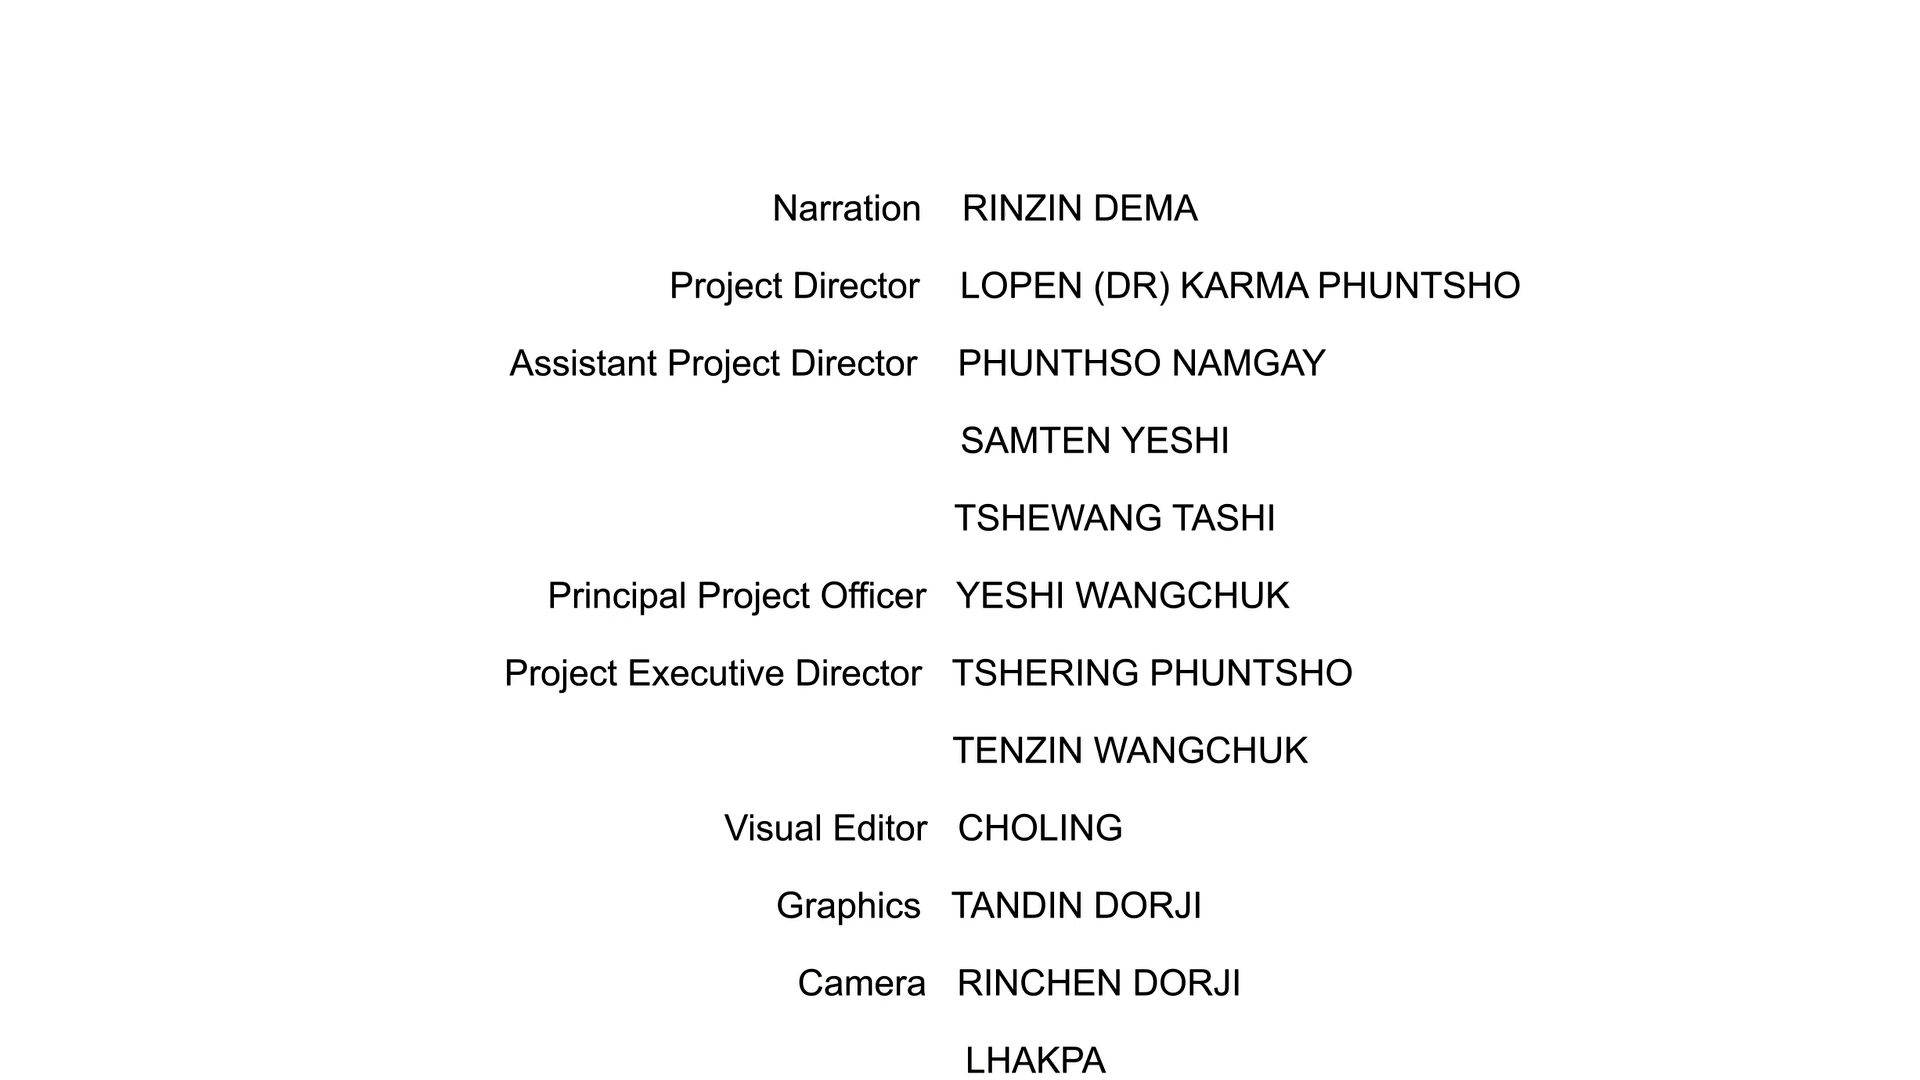 Narration RINZIN DEMA
Project Director LOPEN (DR) KARMA PHUNTSHO
Assistant Project Director PHUNTHSO NAMGAY
SAMTEN YESHI
TSHEWANG TASHI
Principal Project Officer YESHI WANGCHUK
Project Executive Director TSHERING PHUNTSHO
TENZIN WANGCHUK
Visual Editor CHOLING
Graphics TANDIN DORJI
Camera RINCHEN DORJI
LHAKPA